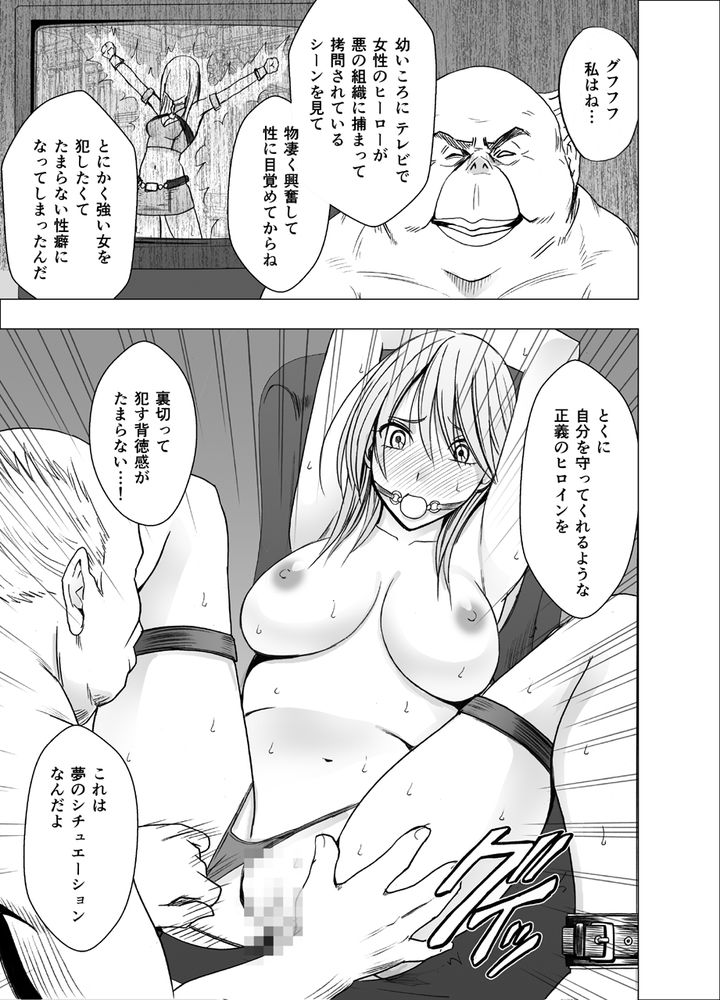 グフフフ
私はね…
幼いころに テレビで
女性のヒーローが
悪の組織に捕まって
拷問されている
シーンを見て
物凄く興奮して
性に目覚めてからね
とにかく強い女を
犯したくて
たまらない性癖に
なってしまったんだ
とくに
自分を守ってくれるような
正義のヒロインを
裏切って
犯す背徳感が
たまらない…!
これは
夢のシチュエーション
なんだよ
グイッ